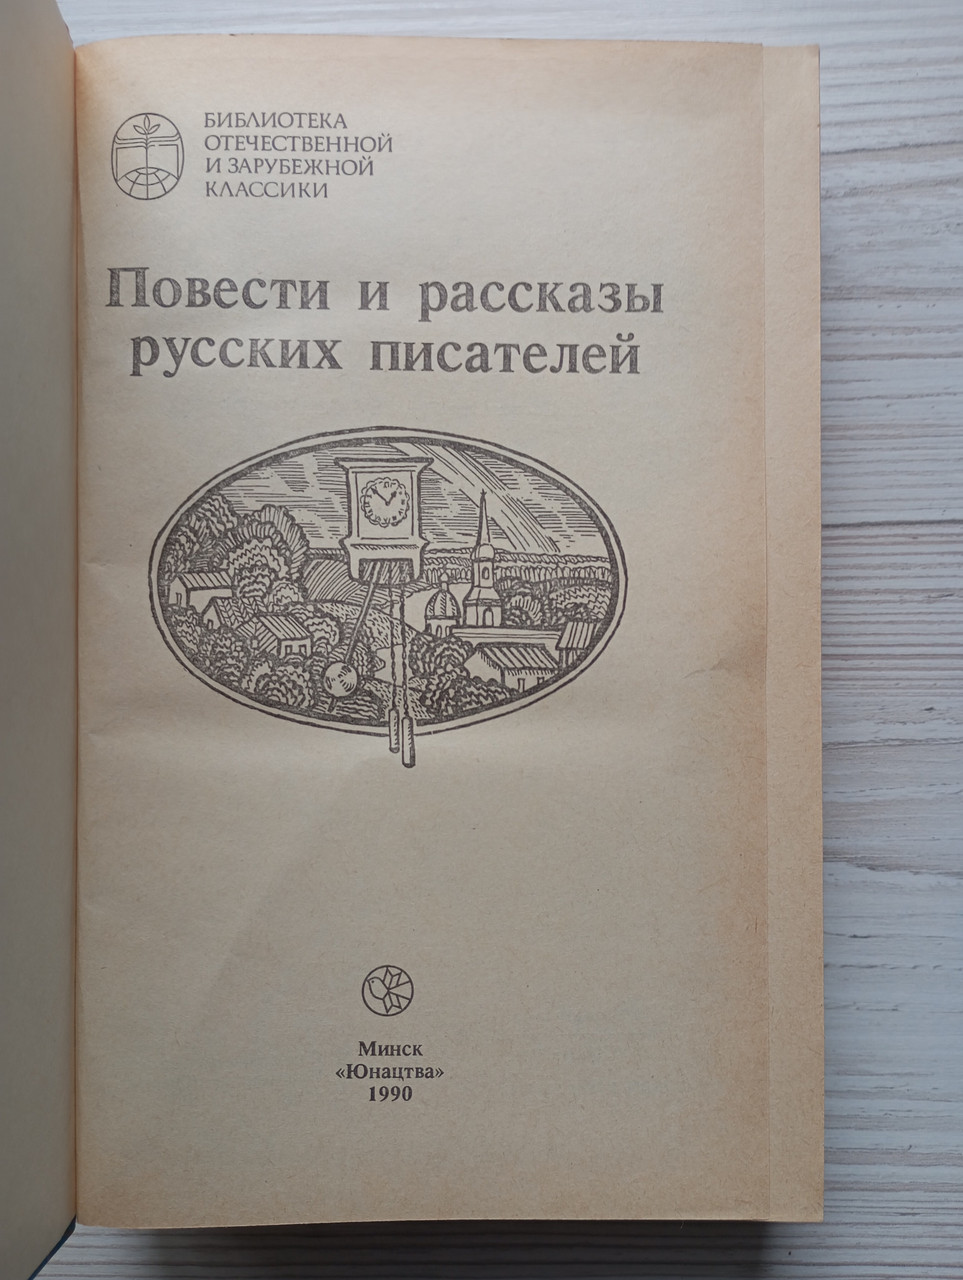 БИБЛИОТЕКА
ОТЕЧЕСТВЕННОЙ
И ЗАРУБЕЖНОЙ
КЛАССИКИ
Повести и рассказы
русских писателей
Минск
«Юнацтва»
1990